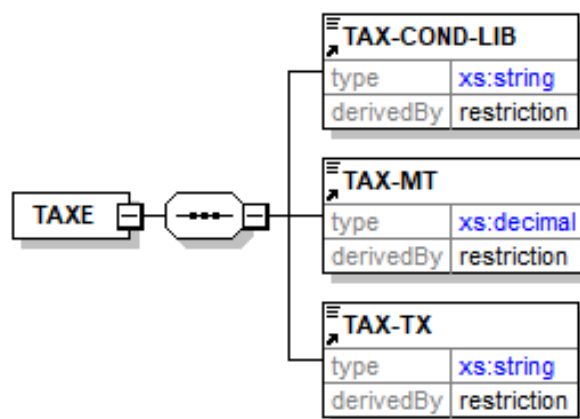 TAX-COND-LIB
type xs:string
derivedBy restriction
TAXE
TAX-MT
type xs:decimal
derivedBy restriction
TAX-TX
type xs:string
derivedBy restriction